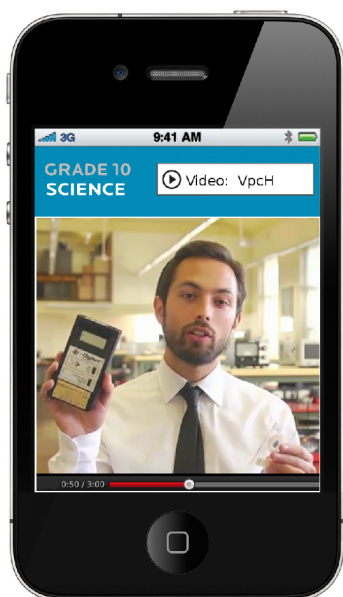 3G 9:41 AM
GRADE 10
SCIENCE
Video: VpcH
0:50 / 3:00